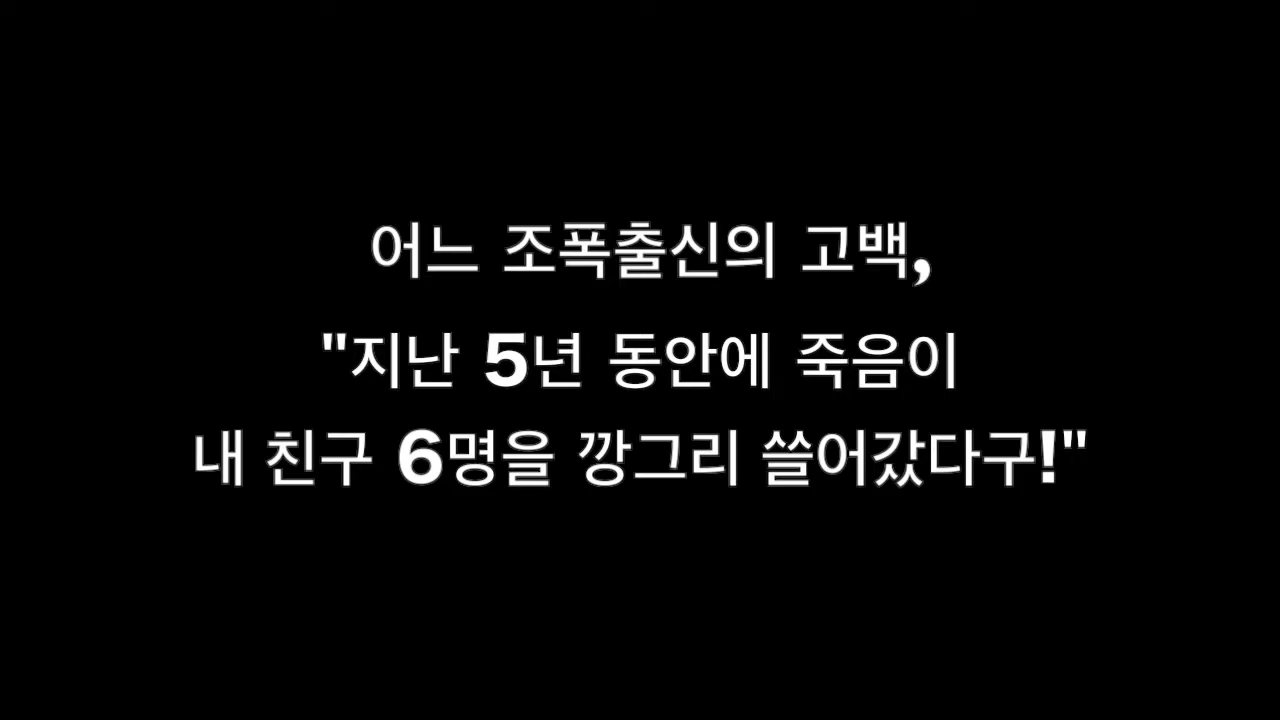 어느 조폭출신의 고백,
"지난 5년 동안에 죽음이
내 친구 6명을 깡그리 쓸어갔다구!"